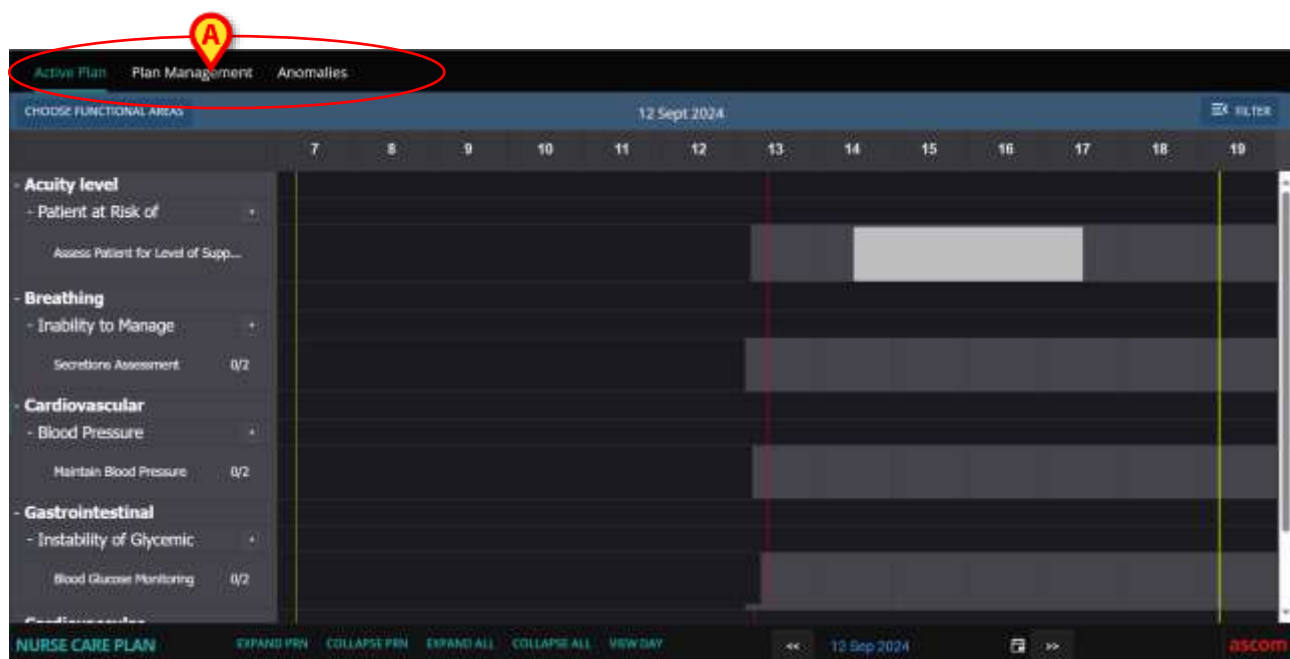 A
Active Plan Plan Management Anomalies
CHOOSE FUNCTIONAL AREAS 12 Sept 2024 FILTER
7 8 9 10 11 12 13 14 15 16 17 18 19
- Acuity level
- Patient at Risk of +
Assess Patient for Level of Supp...
- Breathing
- Inability to Manage +
Secretions Assessment 0/2
- Cardiovascular
- Blood Pressure +
Maintain Blood Pressure 0/2
- Gastrointestinal
- Instability of Glycemic +
Blood Glucose Monitoring 0/2
NURSE CARE PLAN EXPAND PRN COLLAPSE PRN EXPAND ALL COLLAPSE ALL VIEW DAY << 12 Sep 2024 >> ascom